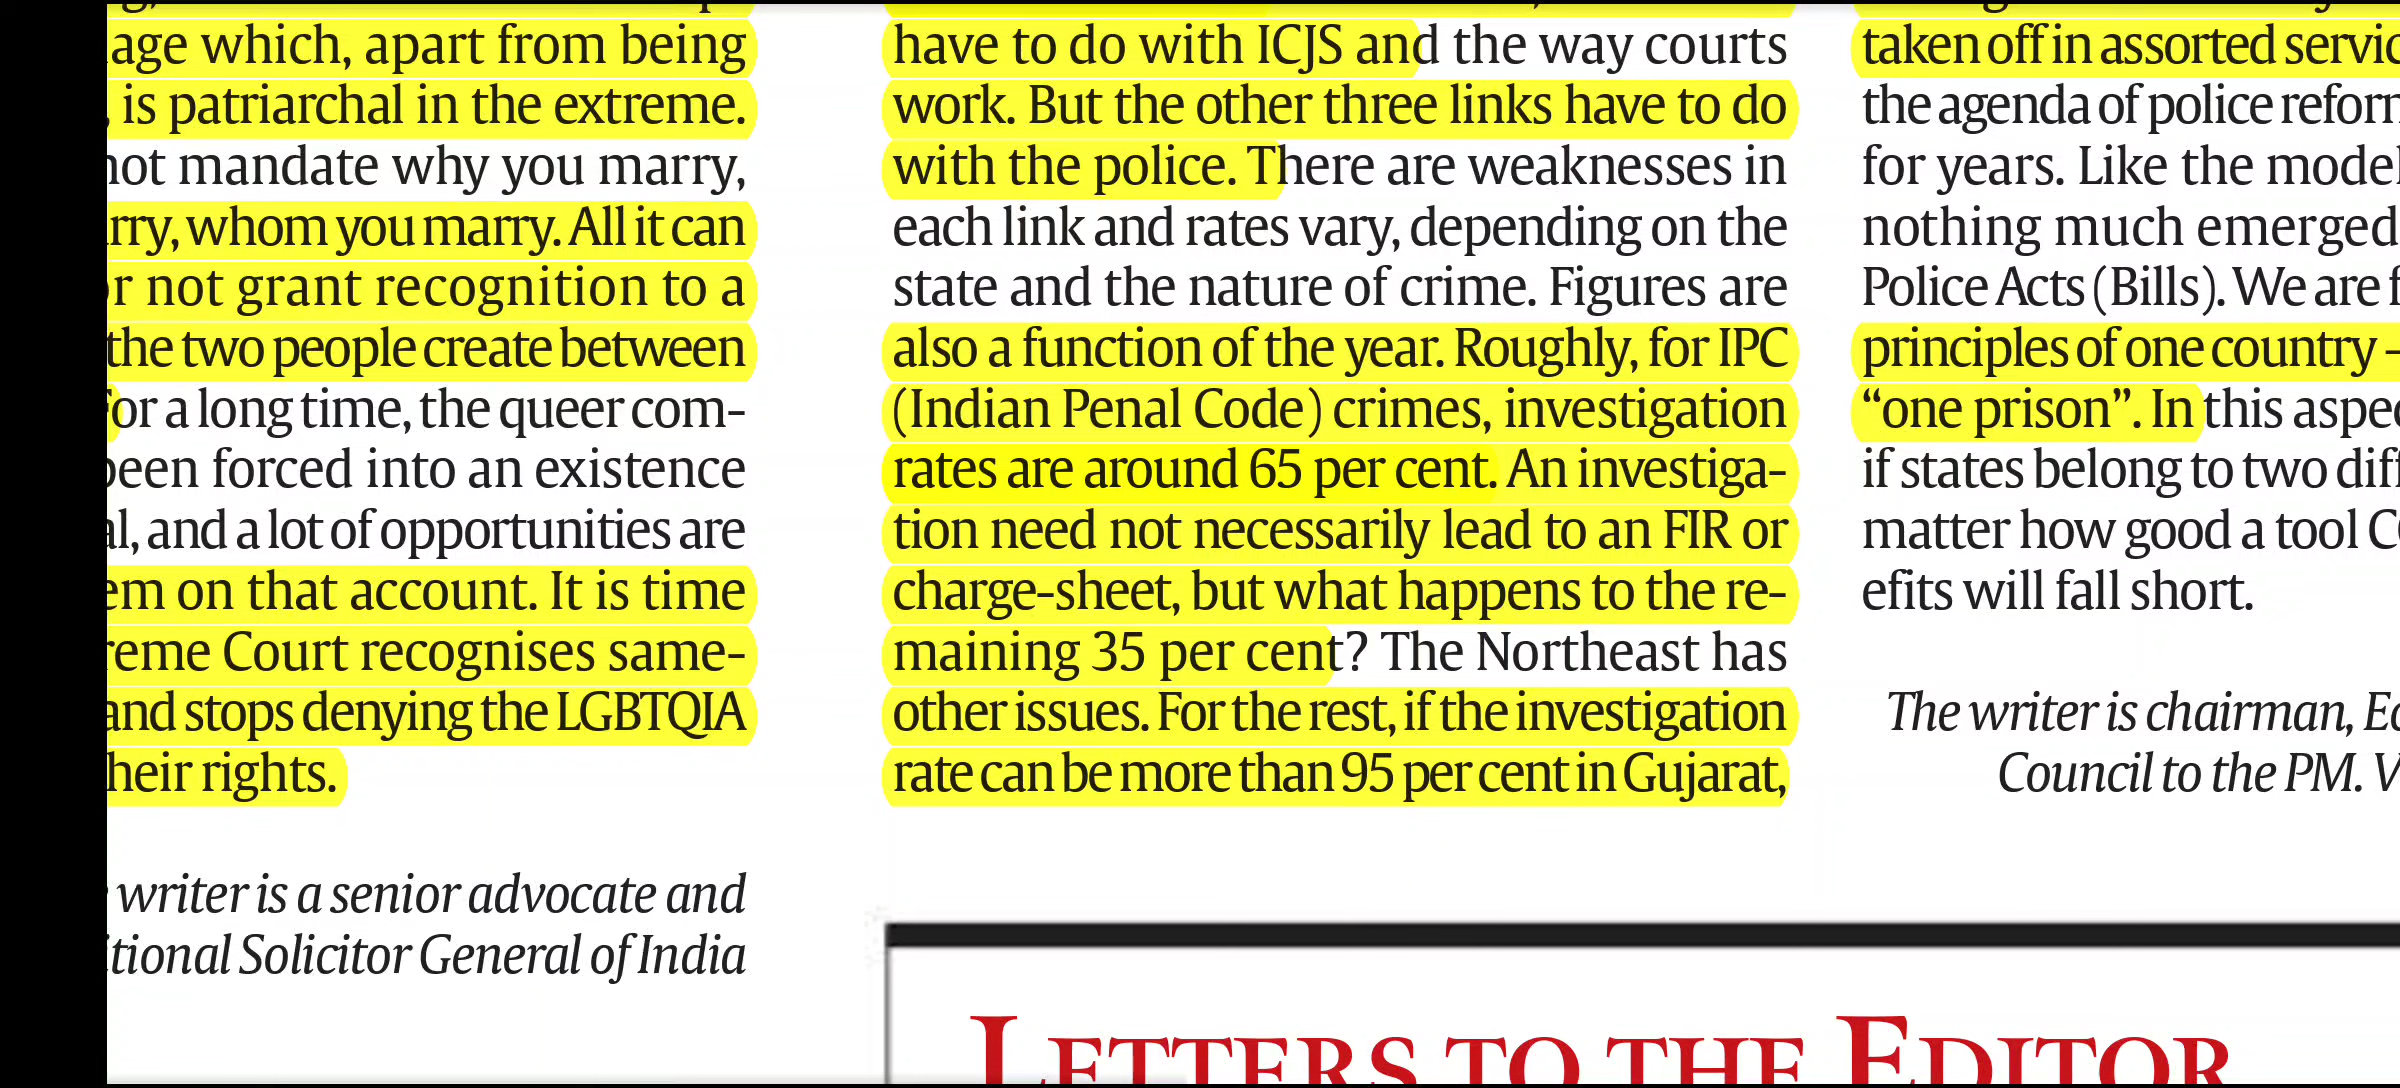 age which, apart from being
, is patriarchal in the extreme.
not mandate why you marry,
rry, whom you marry. All it can
or not grant recognition to a
the two people create between
For a long time, the queer com-
been forced into an existence
al, and a lot of opportunities are
em on that account. It is time
reme Court recognises same-
and stops denying the LGBTQIA
heir rights.
writer is a senior advocate and
itional Solicitor General of India
have to do with ICJS and the way courts
work. But the other three links have to do
with the police. There are weaknesses in
each link and rates vary, depending on the
state and the nature of crime. Figures are
also a function of the year. Roughly, for IPC
(Indian Penal Code) crimes, investigation
rates are around 65 per cent. An investiga-
tion need not necessarily lead to an FIR or
charge-sheet, but what happens to the re-
maining 35 per cent? The Northeast has
other issues. For the rest, if the investigation
rate can be more than 95 per cent in Gujarat,
taken off in assorted servic
the agenda of police reform
for years. Like the model
nothing much emerged
Police Acts (Bills). We are f
principles of one country –
“one prison”. In this aspec
if states belong to two diff
matter how good a tool CC
efits will fall short.
The writer is chairman, Ec
Council to the PM. V
LETTERS TO THE EDITOR